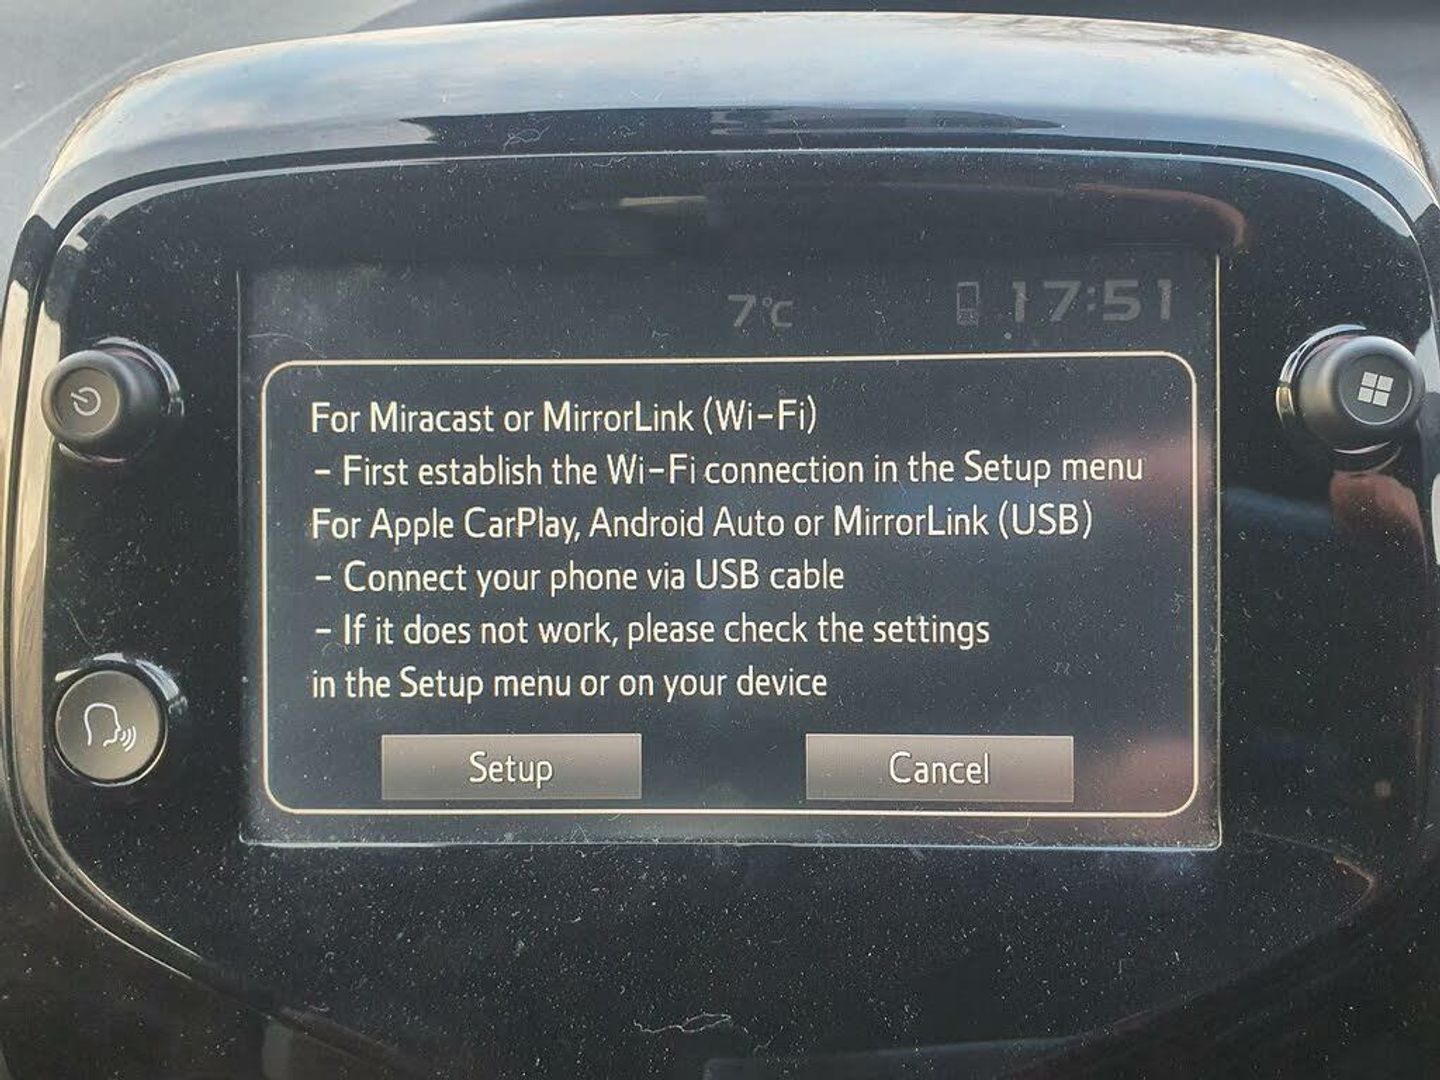 7°C 17:51
For Miracast or MirrorLink (Wi-Fi)
- First establish the Wi-Fi connection in the Setup menu
For Apple CarPlay, Android Auto or MirrorLink (USB)
- Connect your phone via USB cable
- If it does not work, please check the settings
in the Setup menu or on your device
Setup Cancel